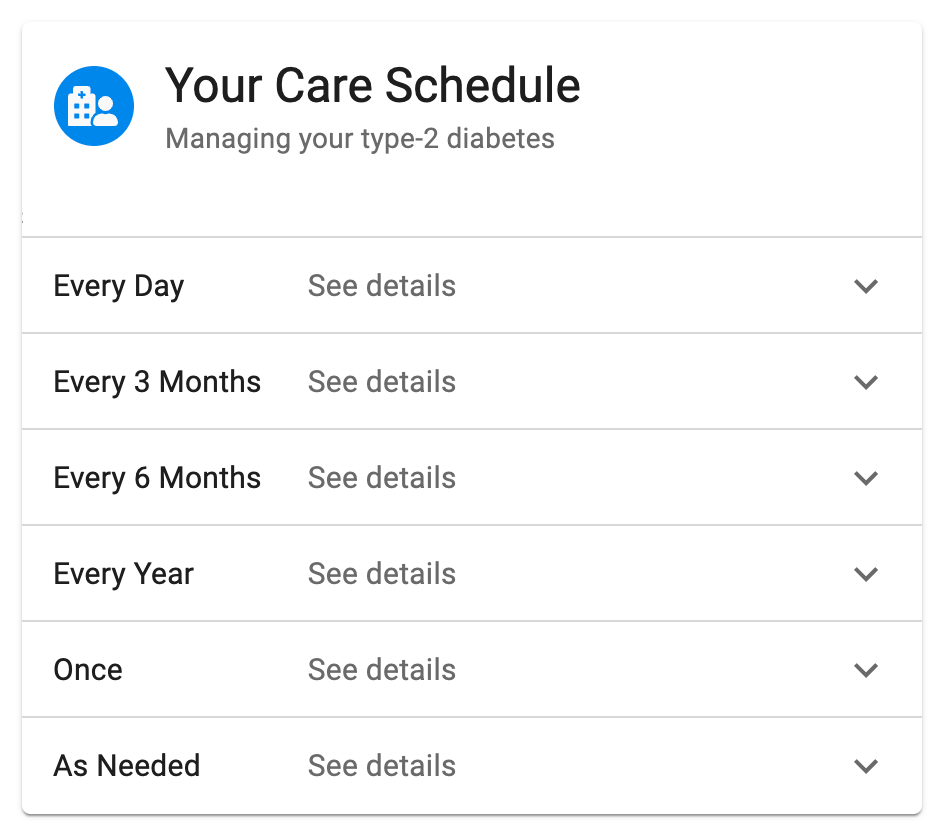 Your Care Schedule
Managing your type-2 diabetes
Every Day See details
Every 3 Months See details
Every 6 Months See details
Every Year See details
Once See details
As Needed See details